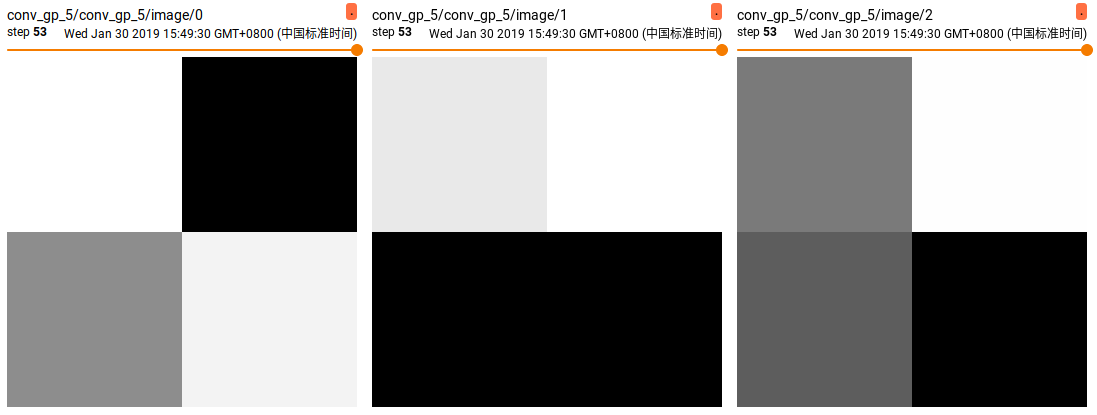 conv_gp_5/conv_gp_5/image/0 .
step 53 Wed Jan 30 2019 15:49:30 GMT+0800 (中国标准时间)
conv_gp_5/conv_gp_5/image/1 .
step 53 Wed Jan 30 2019 15:49:30 GMT+0800 (中国标准时间)
conv_gp_5/conv_gp_5/image/2 .
step 53 Wed Jan 30 2019 15:49:30 GMT+0800 (中国标准时间)